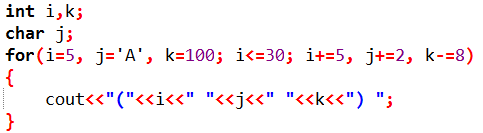 int i,k;
char j;
for(i=5, j='A', k=100; i<=30; i+=5, j+=2, k-=8)
{
cout<<"("<<i<<" "<<j<<" "<<k<<") ";
}